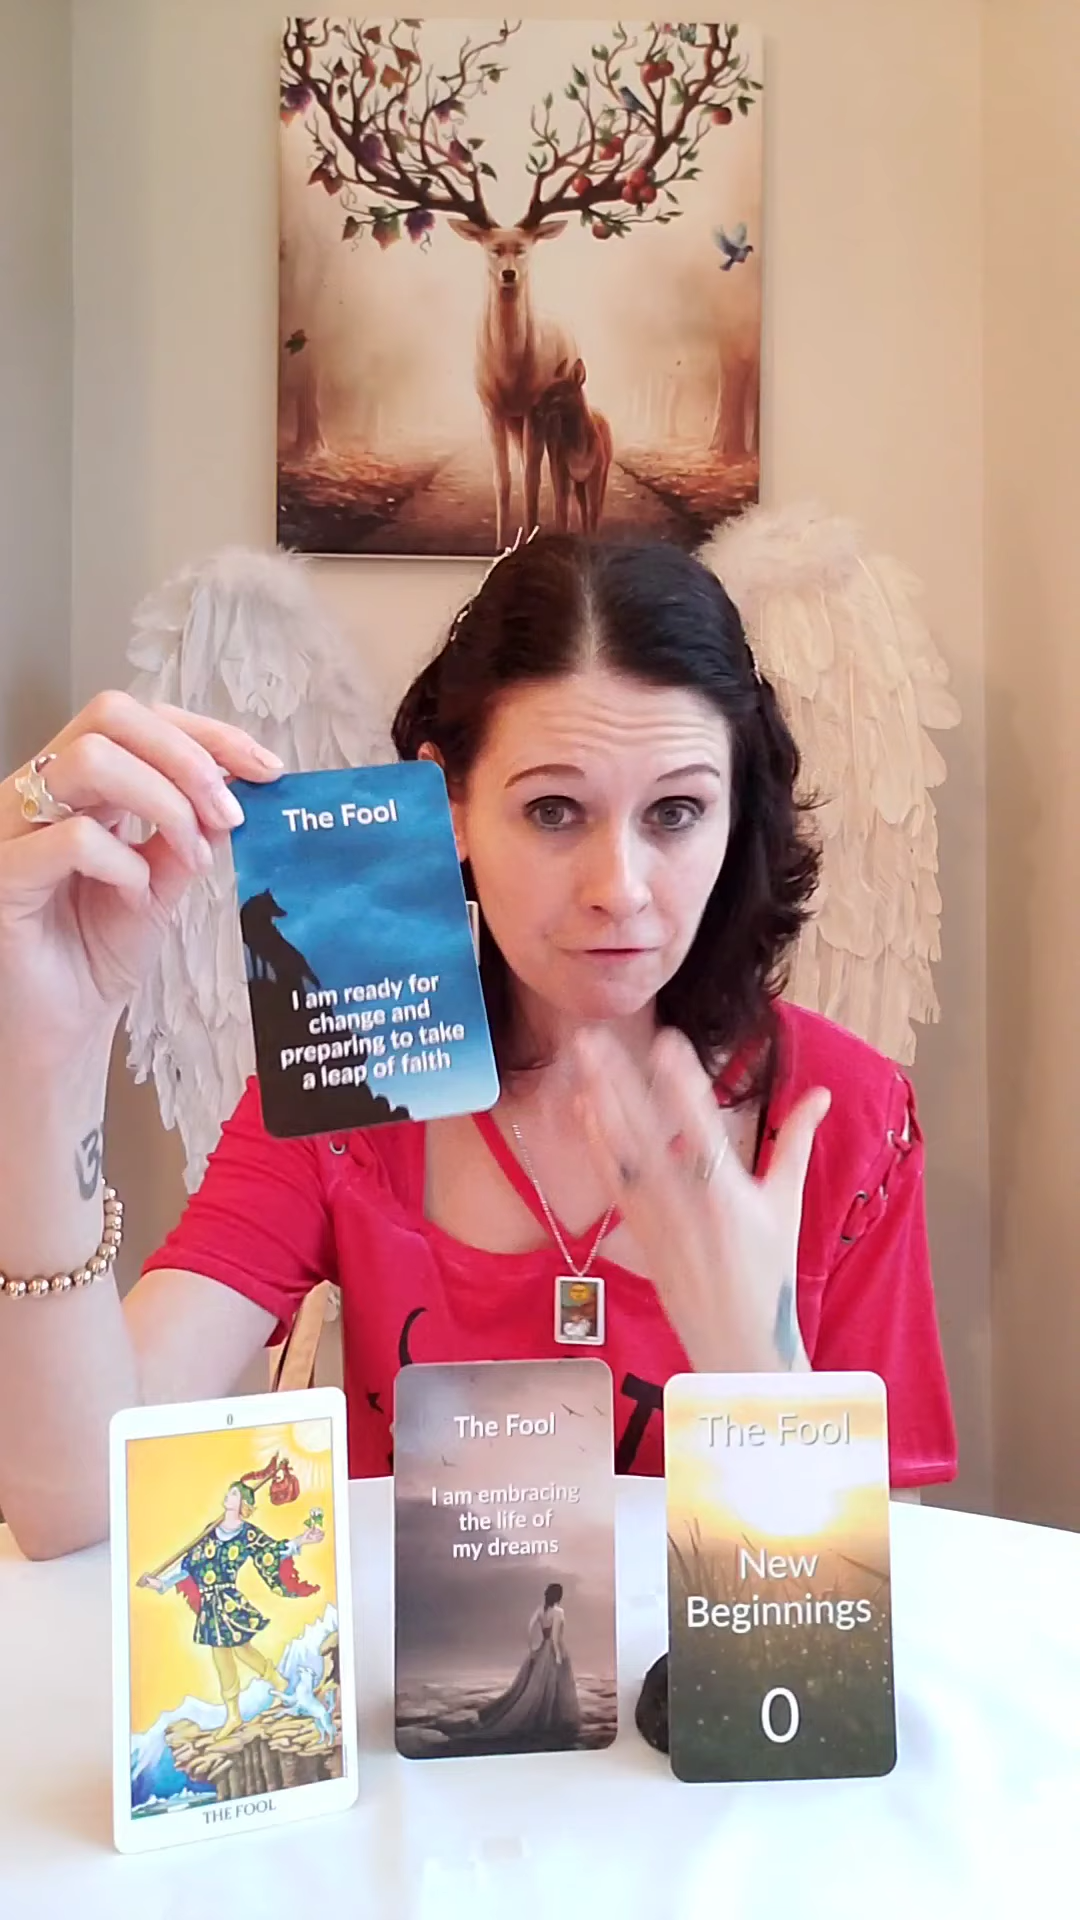 The Fool
I am ready for
change and
preparing to take
a leap of faith
0
THE FOOL
The Fool
I am embracing
the life of
my dreams
The Fool
New
Beginnings
0